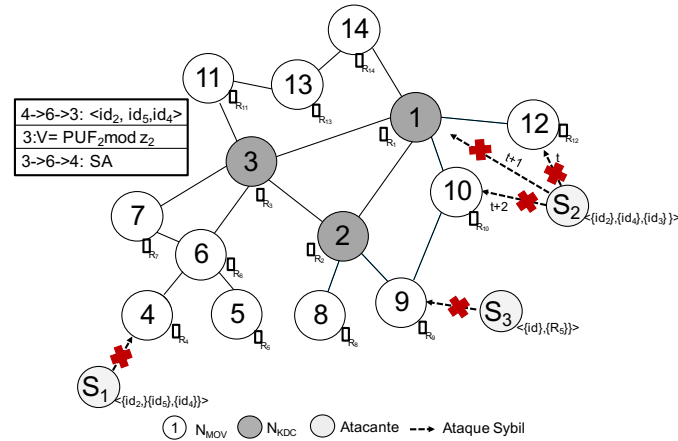 14
R14
11
R11
13
R13
4->6->3: <id2, id5,id4>
3:V= PUF2mod z2
3->6->4: SA
1
R1
12
R12
t+1
t
3
R3
10
R10
t+2
S2
<{id2},{id4},{id3}}>
7
R7
6
R6
2
R2
4
R4
5
R5
8
R8
9
R9
S3
<{id},{R5}}>
S1
<{id2,}{id5},{id4}}>
1 NMOV NKDC Atacante Ataque Sybil